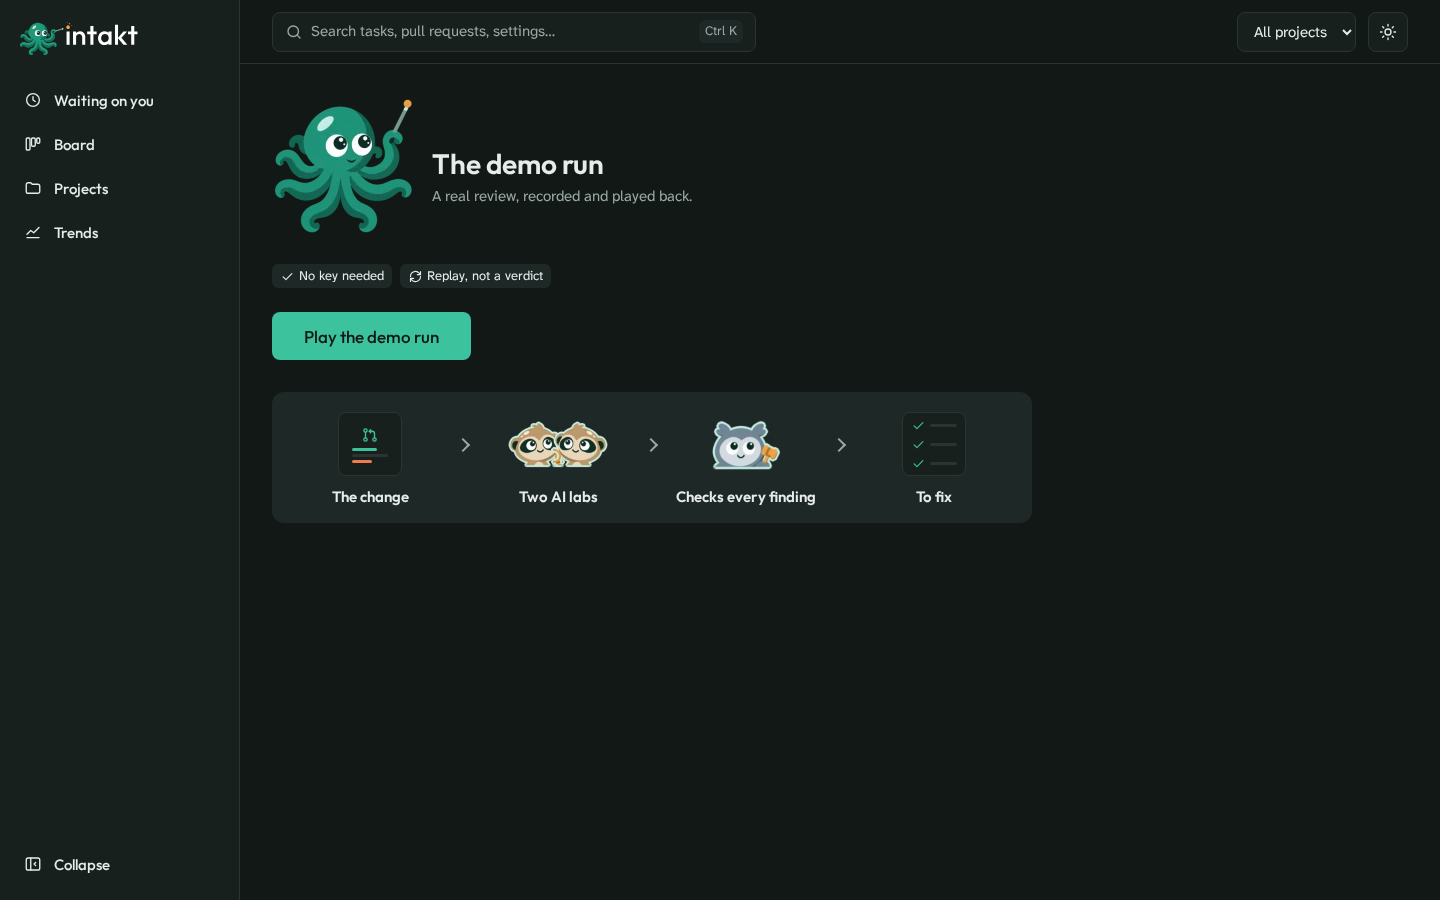 intakt
Search tasks, pull requests, settings...
Ctrl K
All projects
Waiting on you
Board
Projects
Trends
The demo run
A real review, recorded and played back.
No key needed
Replay, not a verdict
Play the demo run
The change
Two AI labs
Checks every finding
To fix
Collapse